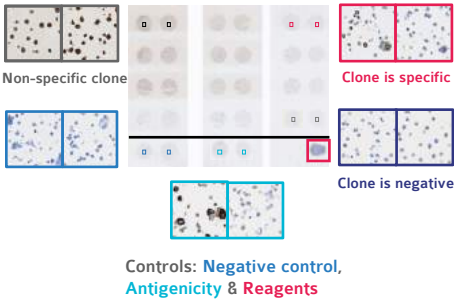 Non-specific clone
Clone is specific
Clone is negative
Controls: Negative control,
Antigenicity & Reagents